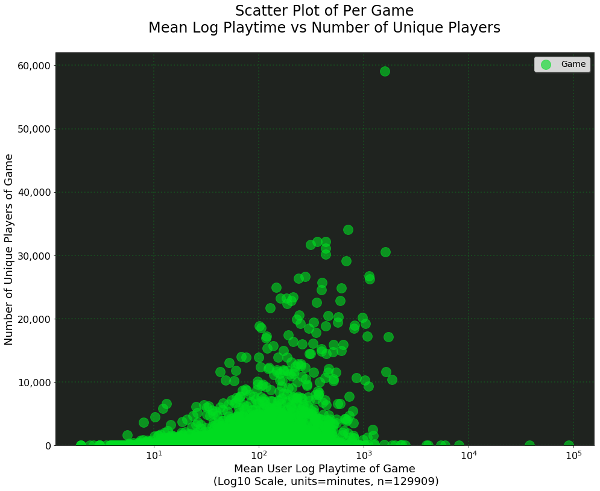 Scatter Plot of Per Game
Mean Log Playtime vs Number of Unique Players
Game
60,000
50,000
40,000
30,000
20,000
10,000
0
Number of Unique Players of Game
10¹ 10² 10³ 10⁴ 10⁵
Mean User Log Playtime of Game
(Log10 Scale, units=minutes, n=129909)